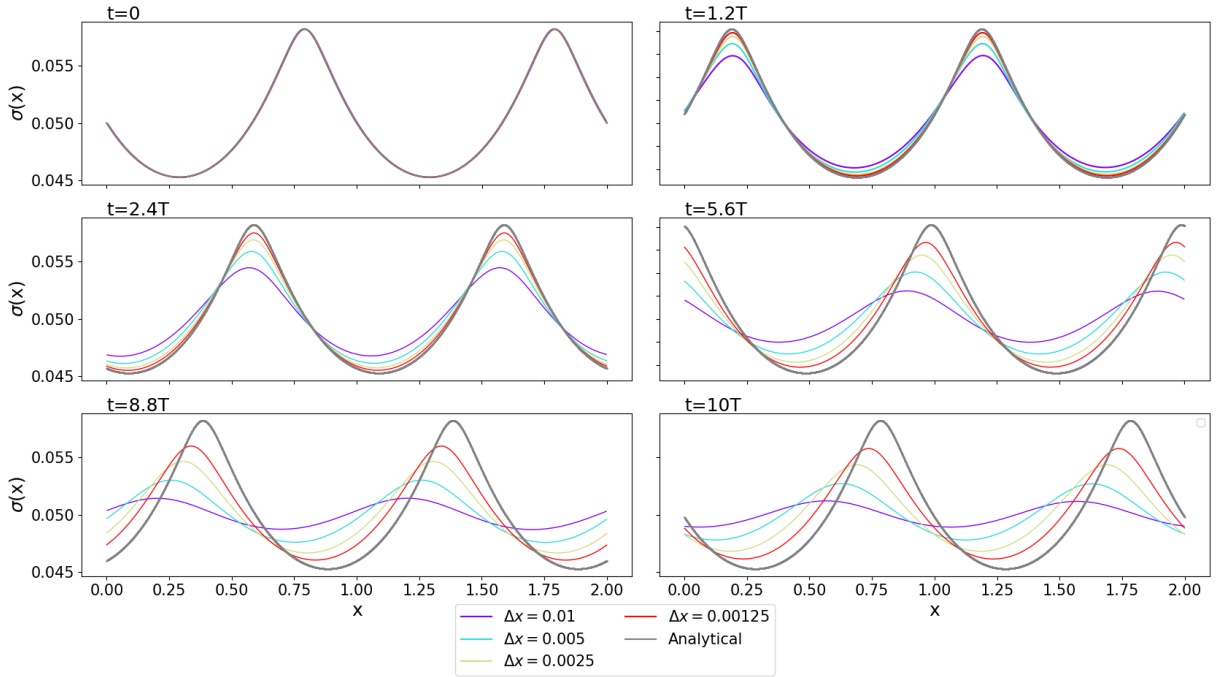 t=0
t=1.2T
σ(x)
0.055
0.050
0.045
t=2.4T
t=5.6T
σ(x)
0.055
0.050
0.045
t=8.8T
t=10T
σ(x)
0.055
0.050
0.045
0.00 0.25 0.50 0.75 1.00 1.25 1.50 1.75 2.00
0.00 0.25 0.50 0.75 1.00 1.25 1.50 1.75 2.00
x
x
Δx = 0.01
Δx = 0.005
Δx = 0.0025
Δx = 0.00125
Analytical